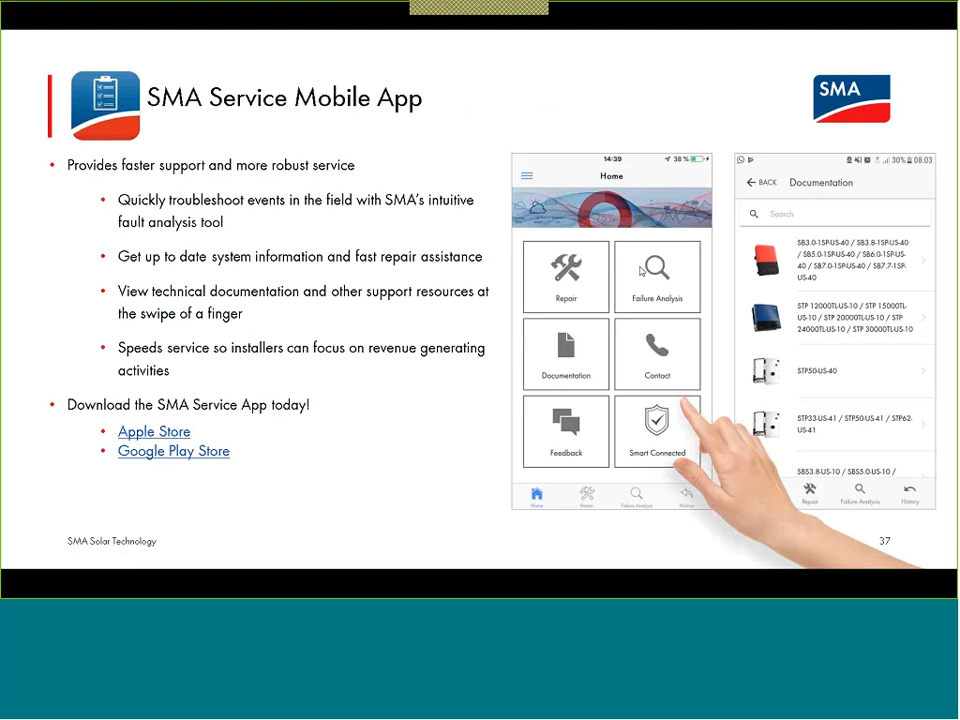 SMA Service Mobile App
SMA
Provides faster support and more robust service
Quickly troubleshoot events in the field with SMA's intuitive
fault analysis tool
Get up to date system information and fast repair assistance
View technical documentation and other support resources at
the swipe of a finger
Speeds service so installers can focus on revenue generating
activities
Download the SMA Service App today!
Apple Store
Google Play Store
14:39
38%
Home
75%
Repair
Failure Analysis
Documentation
Contact
Feedback
Smart Connected
Home
Repair
Failure Analysis
History
30% 08:03
BACK
Documentation
Search
SB3.0-1SP-US-40 / SB3.8-1SP-US-40
/ SB5.0-1SP-US-40 / SB6.0-1SP-US-
40 / SB7.0-1SP-US-40 / SB7.7-1SP-
US-40
STP 12000TL-US-10 / STP 15000TL-
US-10 / STP 20000TL-US-10 / STP
24000TL-US-10 / STP 30000TL-US-10
STP50-US-40
STP33-US-41 / STP50-US-41 / STP62-
US-41
SBS3.8-US-10 / SBS5.0-US-10 /
Repair
Failure Analysis
History
SMA Solar Technology
37